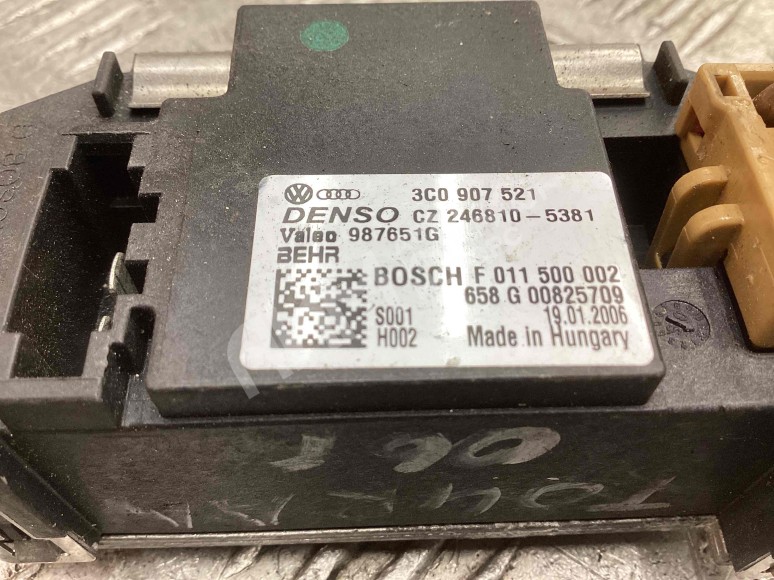 3C0 907 521
DENSO CZ 246810-5381
Valeo 987651G
BEHR
BOSCH F 011 500 002
658 G 00825709
S001 19.01.2006
H002 Made in Hungary